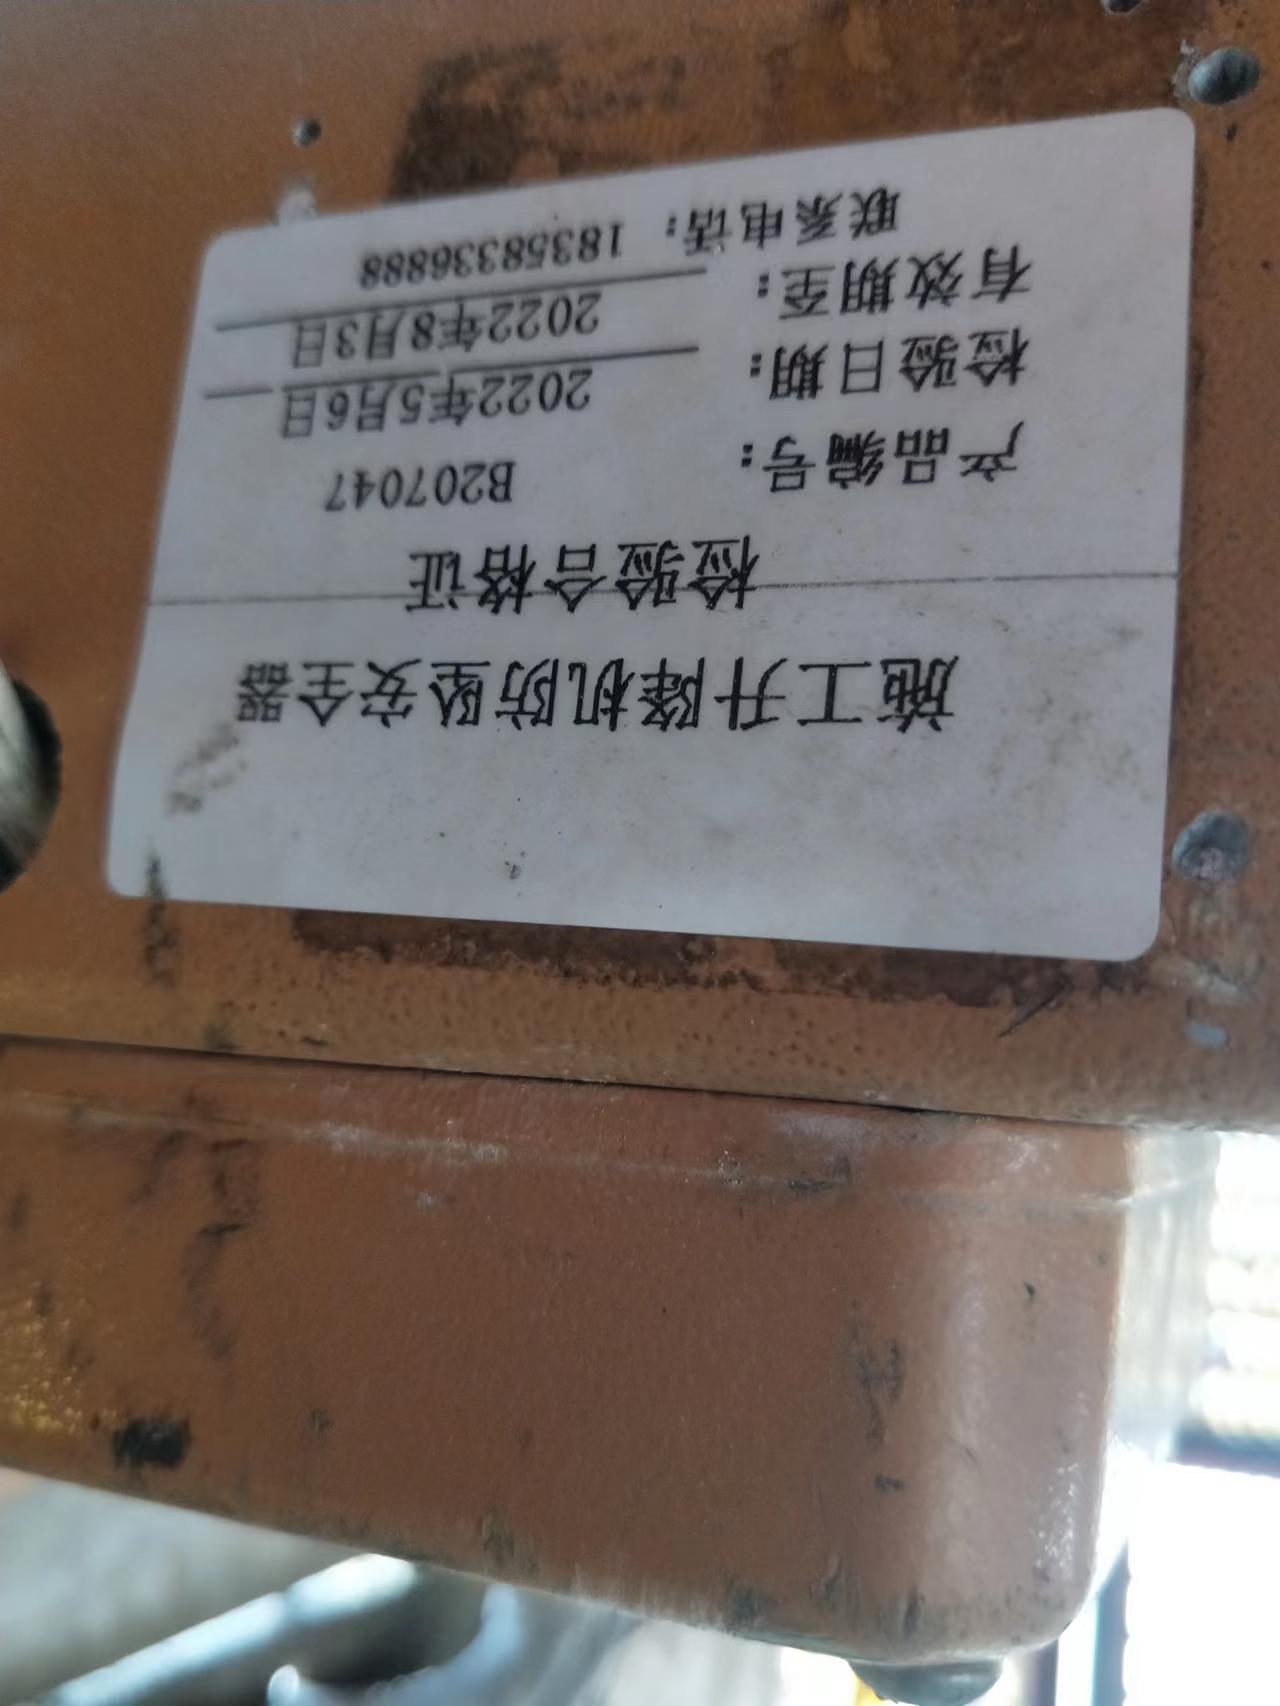 施工升降机防坠安全器
检验合格证
产品编号： B207047
检验日期： 2022年5月6日
有效期至： 2022年8月3日
联系电话： 18358336888